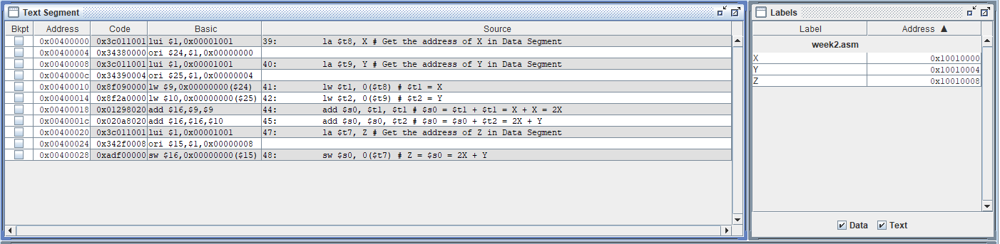 Text Segment
Bkpt Address Code Basic Source
0x00400000 0x3c011001 lui $1,0x00001001 39: la $t8, X # Get the address of X in Data Segment
0x00400004 0x34380000 ori $24,$1,0x00000000
0x00400008 0x3c011001 lui $1,0x00001001 40: la $t9, Y # Get the address of Y in Data Segment
0x0040000c 0x34390004 ori $25,$1,0x00000004
0x00400010 0x8f090000 lw $9,0x00000000($24) 41: lw $t1, 0($t8) # $t1 = X
0x00400014 0x8f2a0000 lw $10,0x00000000($25) 42: lw $t2, 0($t9) # $t2 = Y
0x00400018 0x01298020 add $16,$9,$9 44: add $s0, $t1, $t1 # $s0 = $t1 + $t1 = X + X = 2X
0x0040001c 0x020a8020 add $16,$16,$10 45: add $s0, $s0, $t2 # $s0 = $s0 + $t2 = 2X + Y
0x00400020 0x3c011001 lui $1,0x00001001 47: la $t7, Z # Get the address of Z in Data Segment
0x00400024 0x342f0008 ori $15,$1,0x00000008
0x00400028 0xadf00000 sw $16,0x00000000($15) 48: sw $s0, 0($t7) # Z = $s0 = 2X + Y
Labels
Label Address ▲
week2.asm
X 0x10010000
Y 0x10010004
Z 0x10010008
Data Text